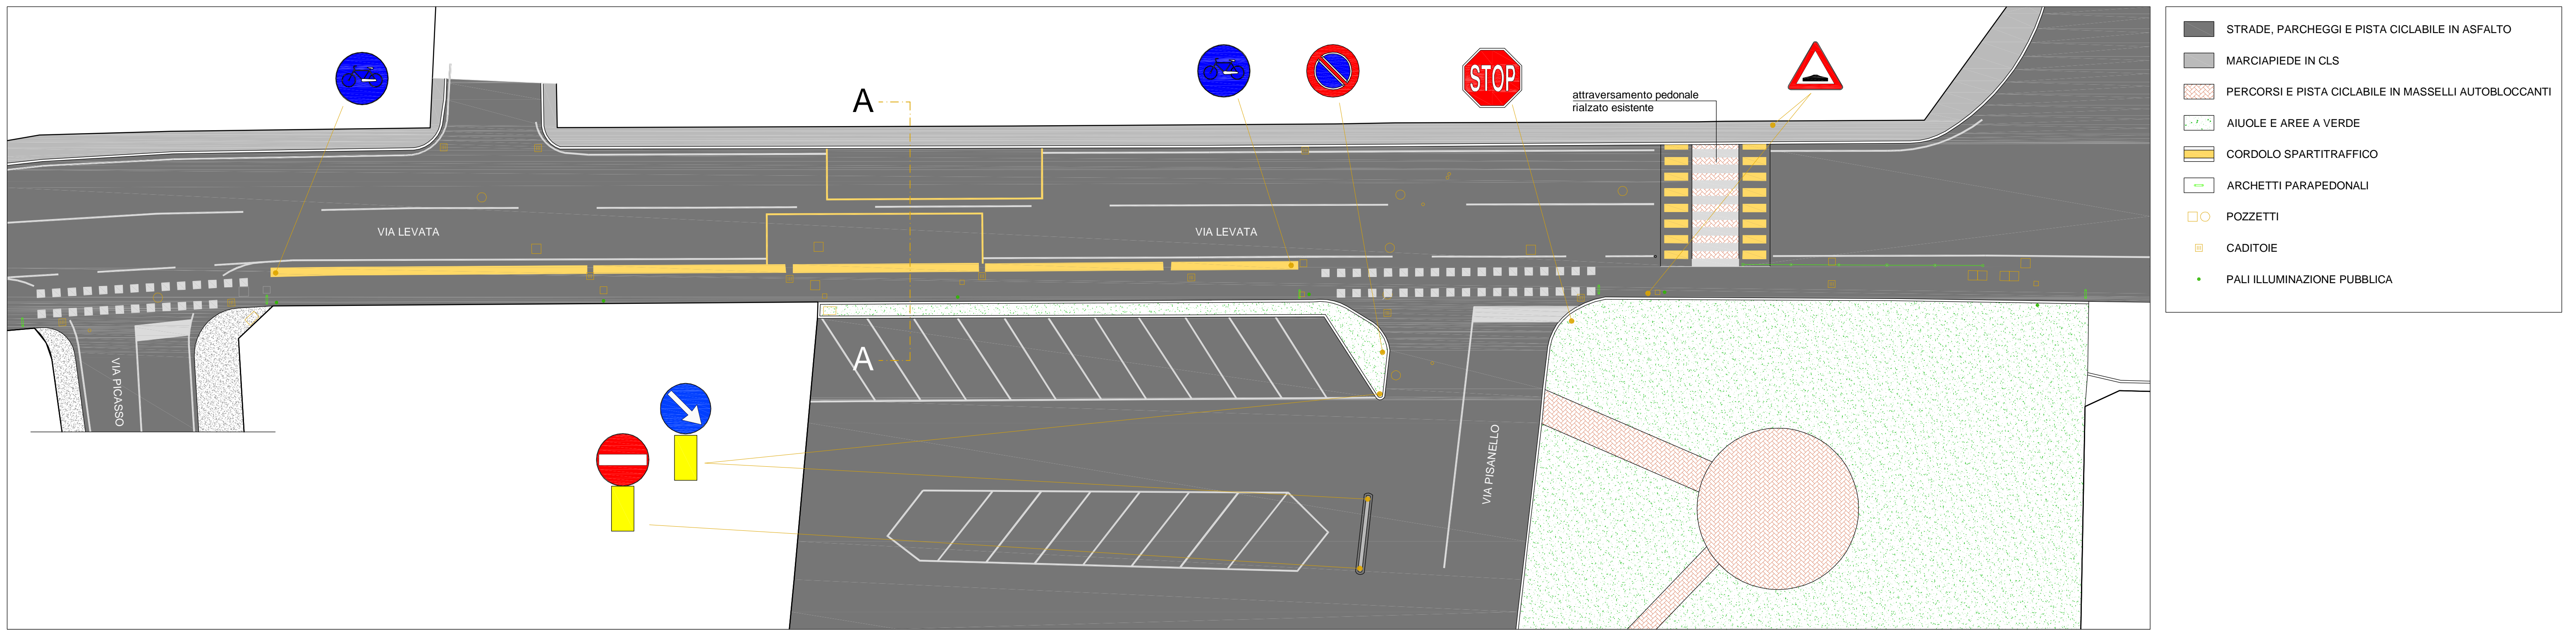 STOP
A
attraversamento pedonale
rialzato esistente
VIA LEVATA
VIA LEVATA
A
VIA PICASSO
VIA PISANELLO
STRADE, PARCHEGGI E PISTA CICLABILE IN ASFALTO
MARCIAPIEDE IN CLS
PERCORSI E PISTA CICLABILE IN MASSELLI AUTOBLOCCANTI
AIUOLE E AREE A VERDE
CORDOLO SPARTITRAFFICO
ARCHETTI PARAPEDONALI
POZZETTI
CADITOIE
PALI ILLUMINAZIONE PUBBLICA